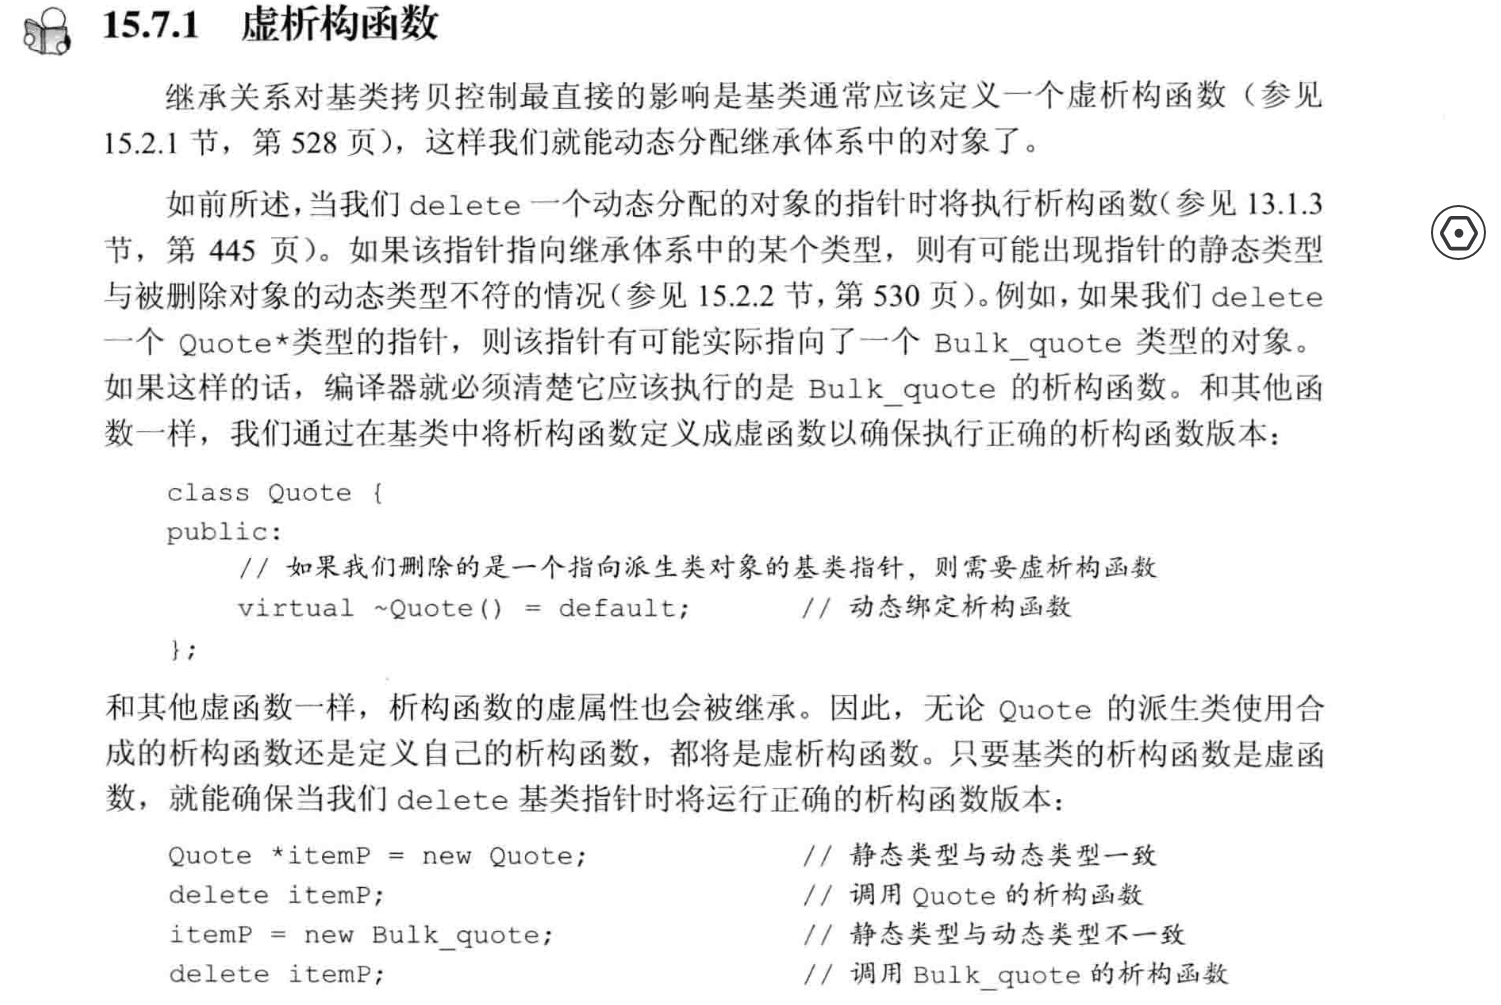 15.7.1 虚析构函数
继承关系对基类拷贝控制最直接的影响是基类通常应该定义一个虚析构函数（参见
15.2.1 节，第 528 页），这样我们就能动态分配继承体系中的对象了。
如前所述，当我们 delete 一个动态分配的对象的指针时将执行析构函数（参见 13.1.3
节，第 445 页）。如果该指针指向继承体系中的某个类型，则有可能出现指针的静态类型
与被删除对象的动态类型不符的情况（参见 15.2.2 节，第 530 页）。例如，如果我们 delete
一个 Quote*类型的指针，则该指针有可能实际指向了一个 Bulk_quote 类型的对象。
如果这样的话，编译器就必须清楚它应该执行的是 Bulk_quote 的析构函数。和其他函
数一样，我们通过在基类中将析构函数定义成虚函数以确保执行正确的析构函数版本：
class Quote {
public:
// 如果我们删除的是一个指向派生类对象的基类指针，则需要虚析构函数
virtual ~Quote() = default; // 动态绑定析构函数
};
和其他虚函数一样，析构函数的虚属性也会被继承。因此，无论 Quote 的派生类使用合
成的析构函数还是定义自己的析构函数，都将是虚析构函数。只要基类的析构函数是虚函
数，就能确保当我们 delete 基类指针时将运行正确的析构函数版本：
Quote *itemP = new Quote; // 静态类型与动态类型一致
delete itemP; // 调用 Quote 的析构函数
itemP = new Bulk_quote; // 静态类型与动态类型不一致
delete itemP; // 调用 Bulk_quote 的析构函数